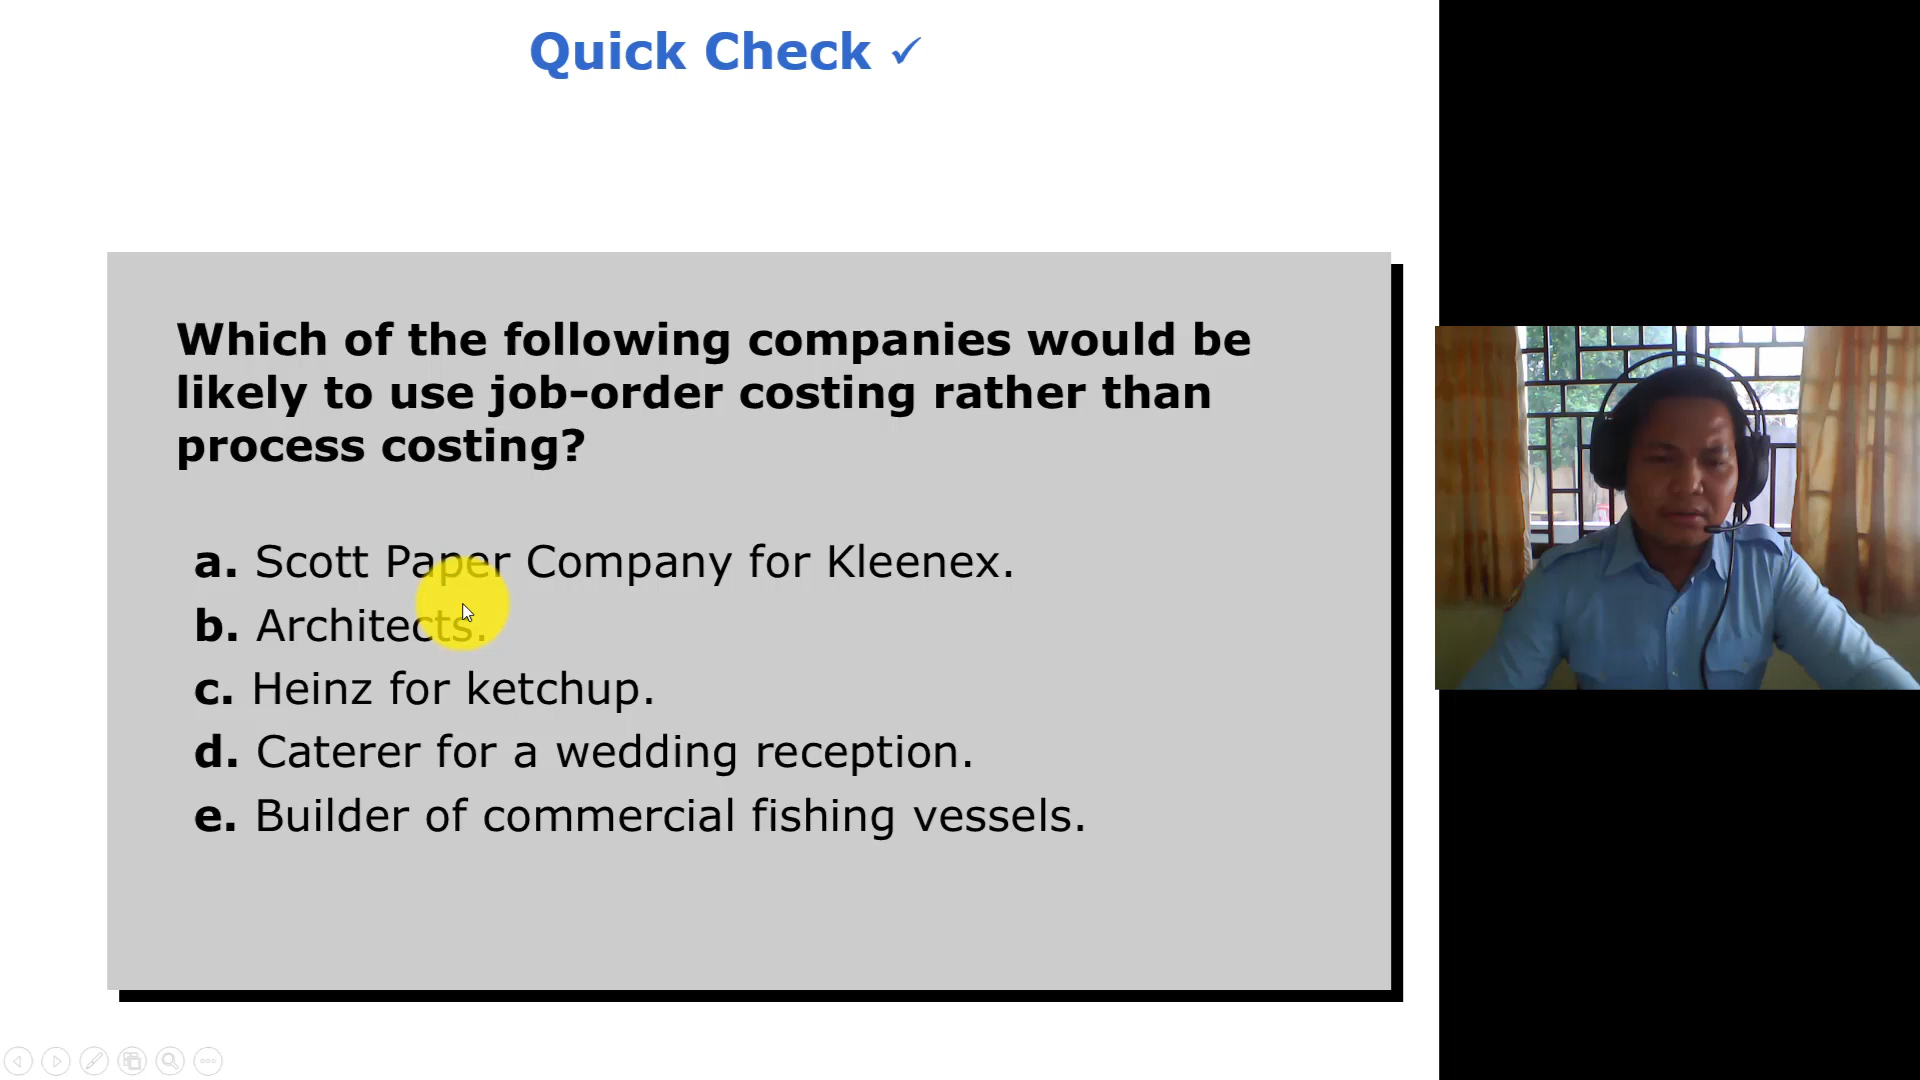 Quick Check ✓
Which of the following companies would be
likely to use job-order costing rather than
process costing?
a. Scott Paper Company for Kleenex.
b. Architects.
c. Heinz for ketchup.
d. Caterer for a wedding reception.
e. Builder of commercial fishing vessels.